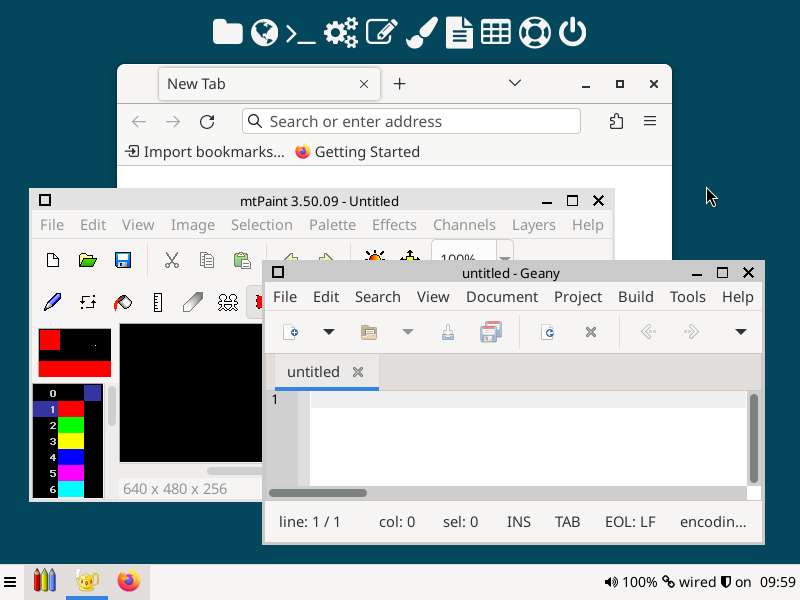 New Tab
Search or enter address
Import bookmarks... Getting Started
mtPaint 3.50.09 - Untitled
File Edit View Image Selection Palette Effects Channels Layers Help
100%
0
1
2
3
4
5
6
640 x 480 x 256
untitled - Geany
File Edit Search View Document Project Build Tools Help
untitled
1
line: 1 / 1 col: 0 sel: 0 INS TAB EOL: LF encodin...
100% wired on 09:59